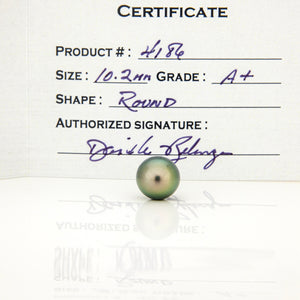 CERTIFICATE
PRODUCT #: 4186
SIZE: 10.2mm GRADE: A+
SHAPE: ROUND
AUTHORIZED SIGNATURE: